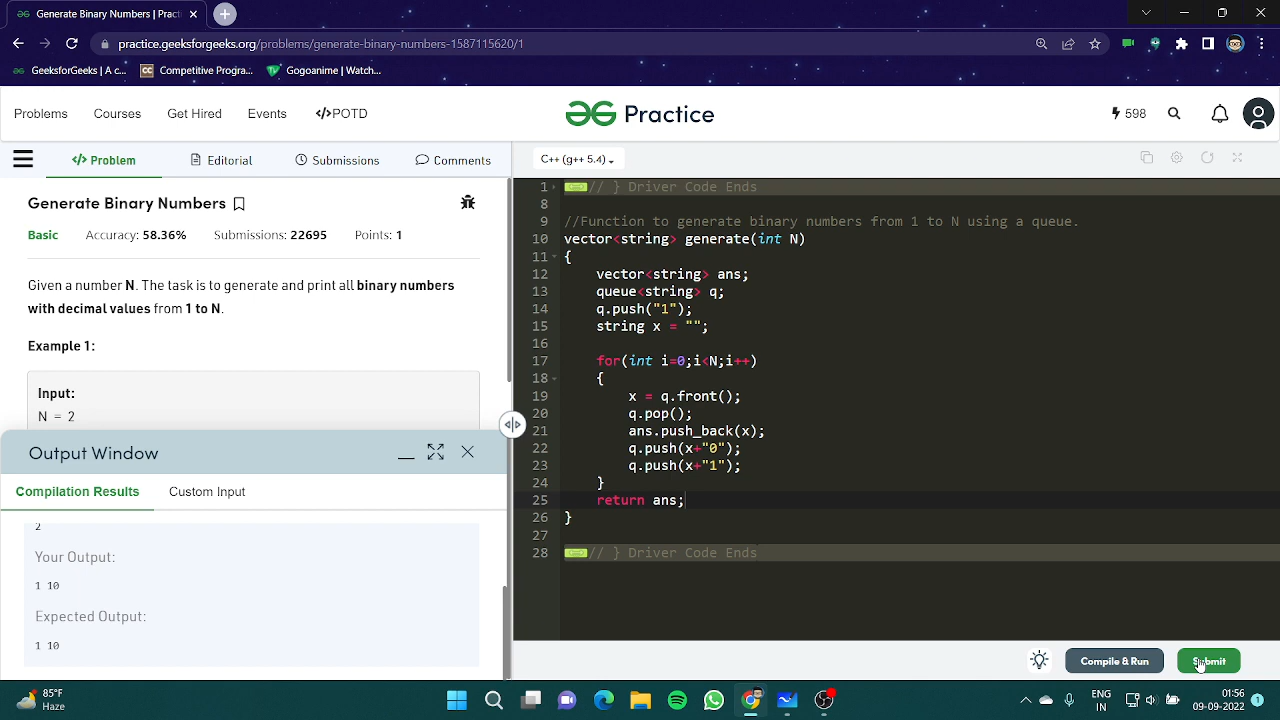 Generate Binary Numbers | Pract
practice.geeksforgeeks.org/problems/generate-binary-numbers-1587115620/1
GeeksforGeeks | A C...
CC
Competitive Progra...
Gogoanime | Watch...
Problems
Courses
Get Hired
Events
</>POTD
Practice
598
</> Problem
Editorial
Submissions
Comments
C++ (g++ 5.4)
Generate Binary Numbers
Basic
Accuracy: 58.36%
Submissions: 22695
Points: 1
Given a number N. The task is to generate and print all binary numbers
with decimal values from 1 to N.
Example 1:
Input:
N = 2
Output Window
Compilation Results
Custom Input
2
Your Output:
1 10
Expected Output:
1 10
1 // } Driver Code Ends
8
9 //Function to generate binary numbers from 1 to N using a queue.
10 vector<string> generate(int N)
11 {
12 vector<string> ans;
13 queue<string> q;
14 q.push("1");
15 string x = "";
16
17 for(int i=0;i<N;i++)
18 {
19 x = q.front();
20 q.pop();
21 ans.push_back(x);
22 q.push(x+"0");
23 q.push(x+"1");
24 }
25 return ans;
26 }
27
28 // } Driver Code Ends
Compile & Run
Submit
85°F
Haze
ENG
IN
01:56
09-09-2022
1